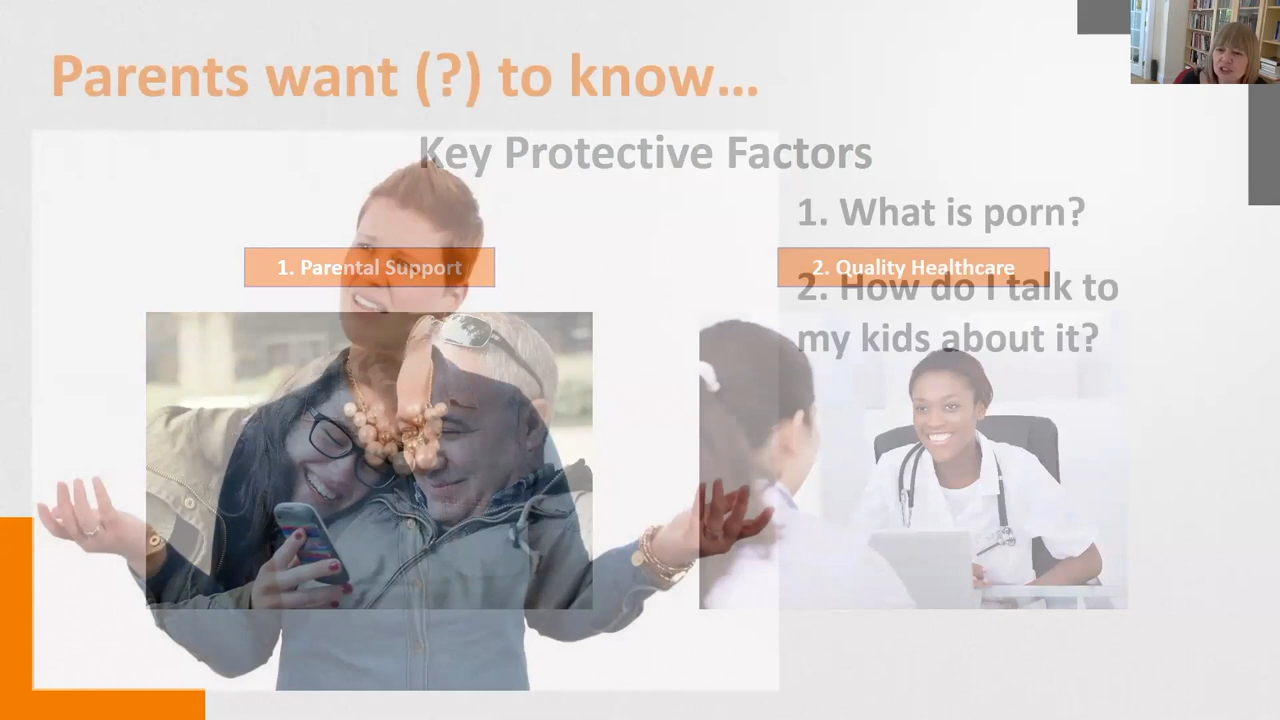 Parents want (?) to know...
Key Protective Factors
1. What is porn?
1. Parental Support
2. Quality Healthcare
2. How do I talk to
my kids about it?